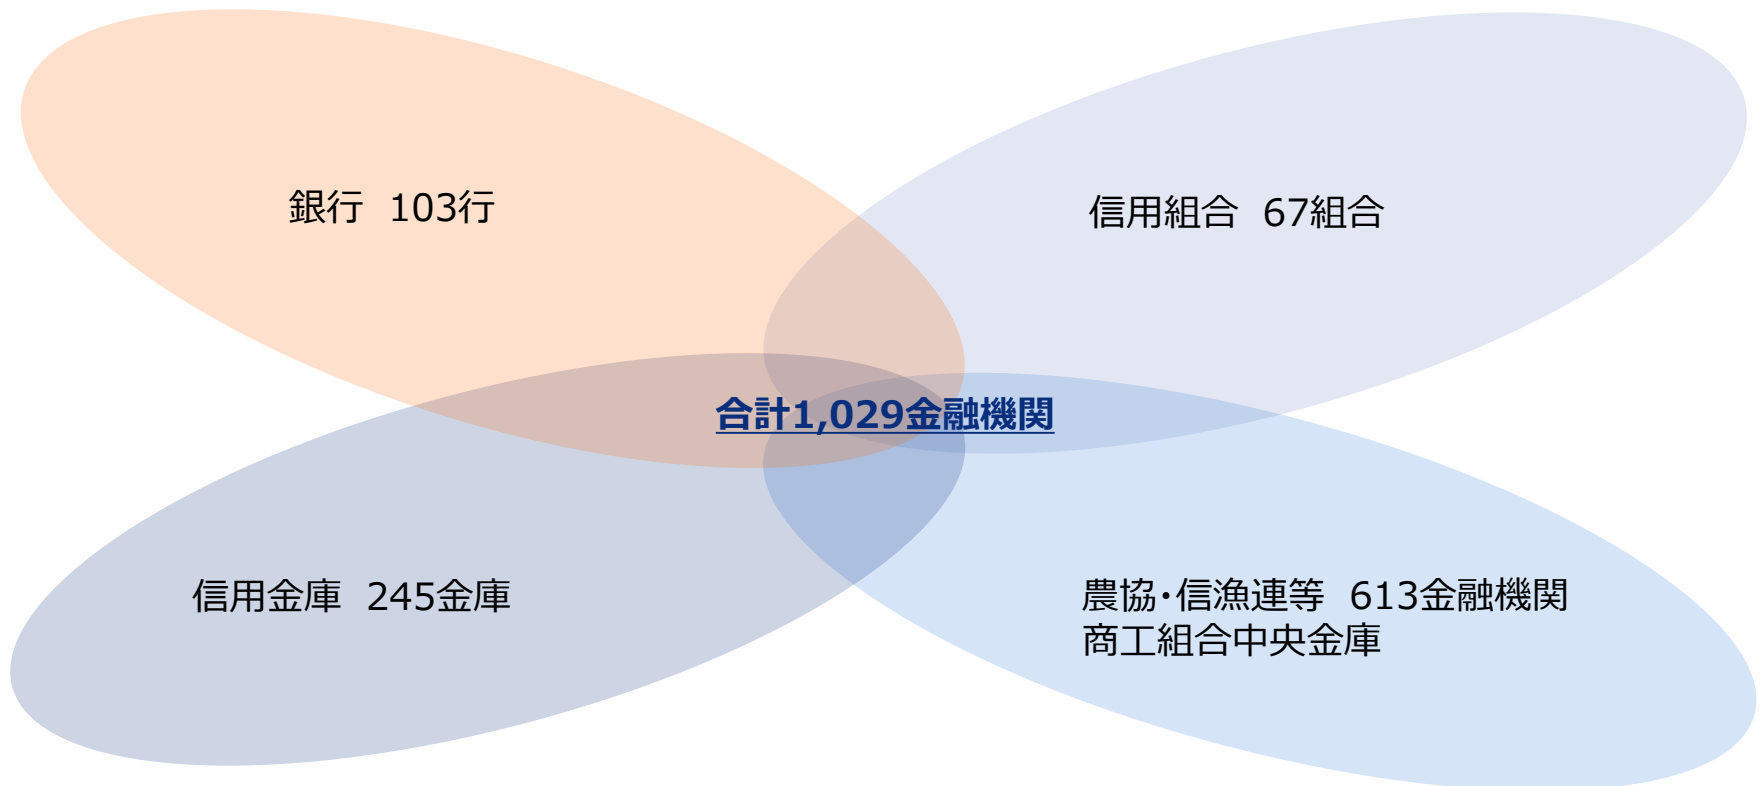 銀行 103行
信用組合 67組合
合計1,029金融機関
信用金庫 245金庫
農協・信漁連等 613金融機関
商工組合中央金庫